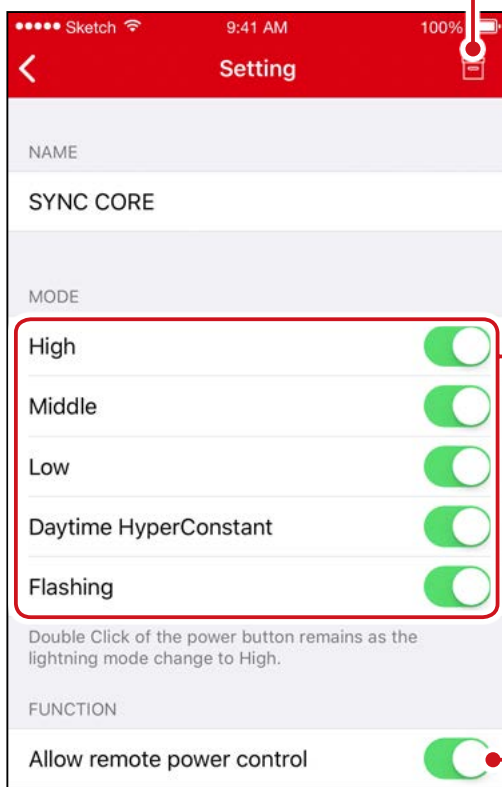 Sketch 9:41 AM 100%
Setting
NAME
SYNC CORE
MODE
High
Middle
Low
Daytime HyperConstant
Flashing
Double Click of the power button remains as the
lightning mode change to High.
FUNCTION
Allow remote power control